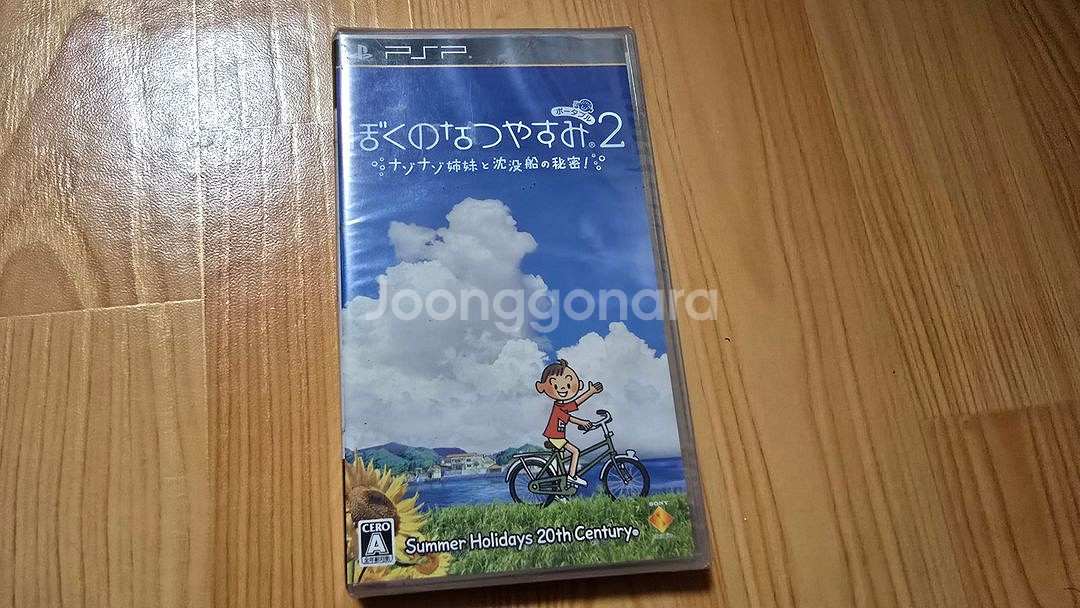 PSP
ポータブル
ぼくのなつやすみ®2
ナゾナゾ姉妹と沈没船の秘密!
Joonggonara
SONY
CERO
A
Summer Holidays 20th Century®